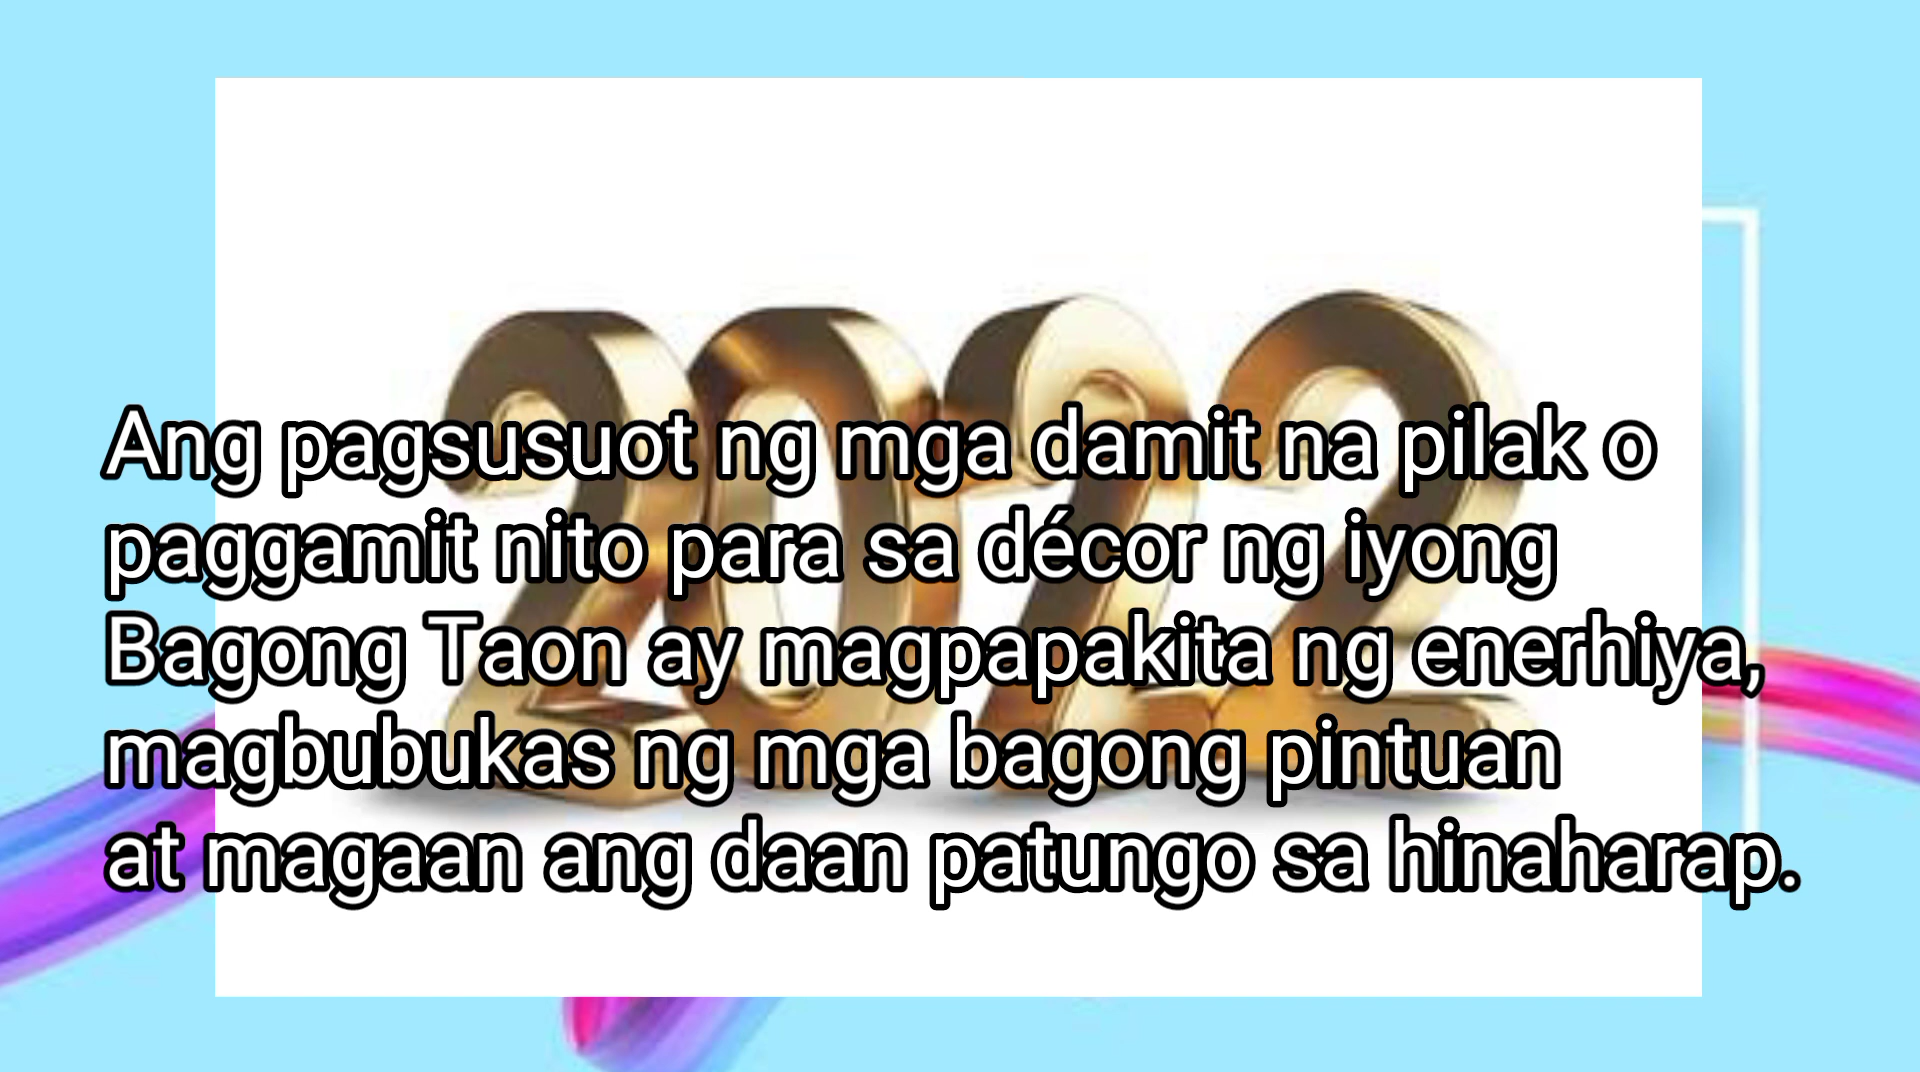 2022
Ang pagsusuot ng mga damit na pilak o
paggamit nito para sa décor ng iyong
Bagong Taon ay magpapakita ng enerhiya,
magbubukas ng mga bagong pintuan
at magaan ang daan patungo sa hinaharap.